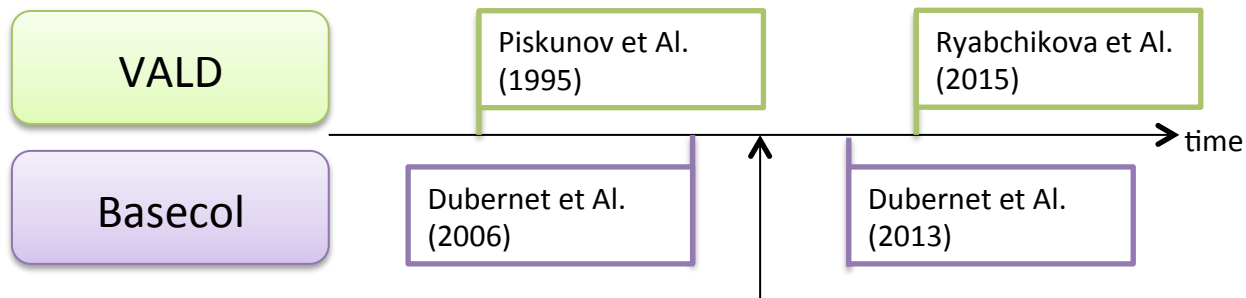 VALD
Piskunov et Al.
(1995)
Ryabchikova et Al.
(2015)
time
Basecol
Dubernet et Al.
(2006)
Dubernet et Al.
(2013)